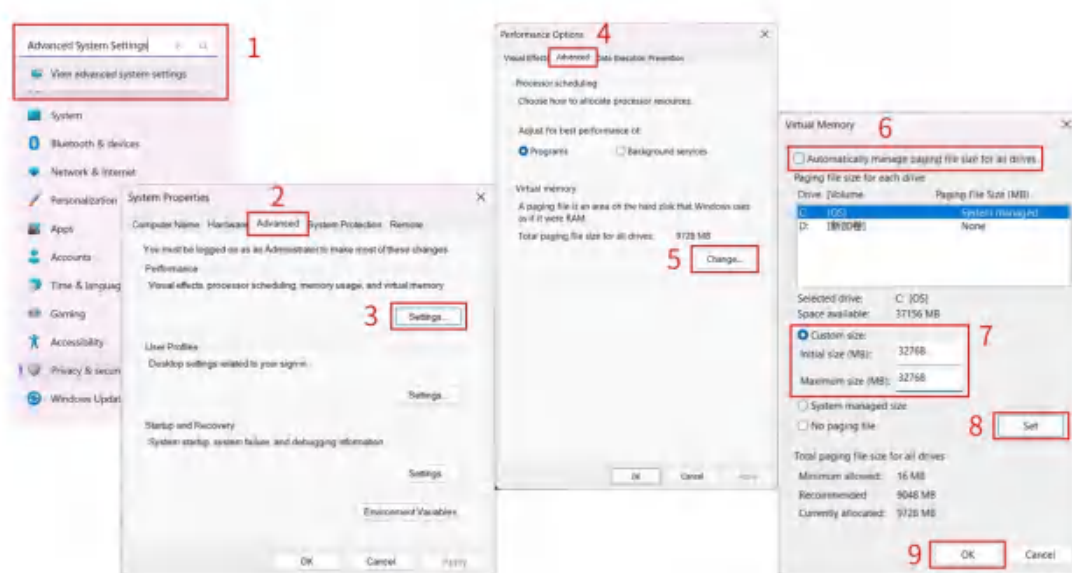 1
Advanced System Settings
View advanced system settings
System
Bluetooth & devices
Network & Internet
Personalization
Apps
Accounts
Time & languag
Gaming
Accessibility
Privacy & securi
Windows Updat
2
System Properties
Computer Name Hardware Advanced System Protection Remote
You must be logged on as an Administrator to make most of these changes.
Performance
Visual effects, processor scheduling, memory usage, and virtual memory
3
Settings...
User Profiles
Desktop settings related to your sign-in
Settings...
Startup and Recovery
System startup, system failure, and debugging information
Settings
Environment Variables
OK Cancel Apply
Performance Options
4
Visual Effects Advanced Data Execution Prevention
Processor scheduling
Choose how to allocate processor resources.
Adjust for best performance of:
Programs Background services
Virtual memory
A paging file is an area on the hard disk that Windows uses
as if it were RAM.
Total paging file size for all drives: 9728 MB
5
Change...
OK Cancel Apply
Virtual Memory
6
Automatically manage paging file size for all drives
Paging file size for each drive
Drive [Volume Paging File Size (MB)
C: [OS] System managed
D: [新加卷] None
Selected drive: C: [OS]
Space available: 37156 MB
7
Custom size:
Initial size (MB): 32768
Maximum size (MB): 32768
System managed size
No paging file
8
Set
Total paging file size for all drives
Minimum allowed: 16 MB
Recommended 9048 MB
Currently allocated: 9728 MB
9
OK Cancel